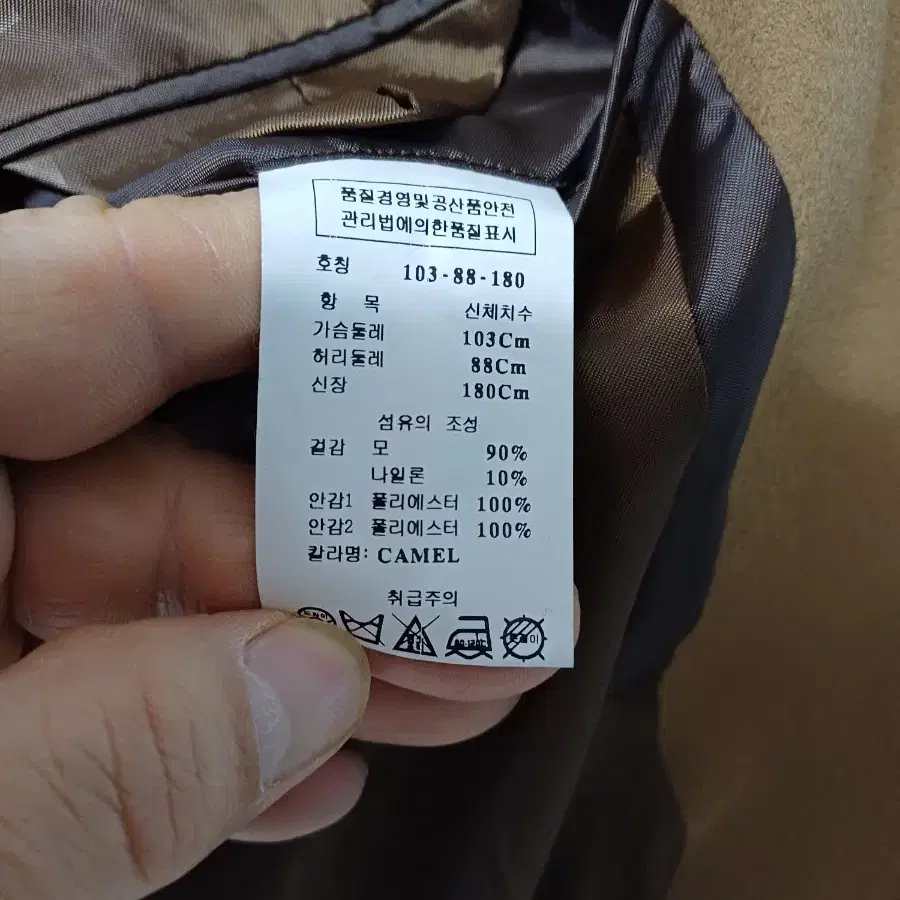 품질경영및공산품안전
관리법에의한품질표시
호칭 103-88-180
항 목 신체치수
가슴둘레 103Cm
허리둘레 88Cm
신장 180Cm
섬유의 조성
겉감 모 90%
나일론 10%
안감1 폴리에스터 100%
안감2 폴리에스터 100%
칼라명: CAMEL
취급주의